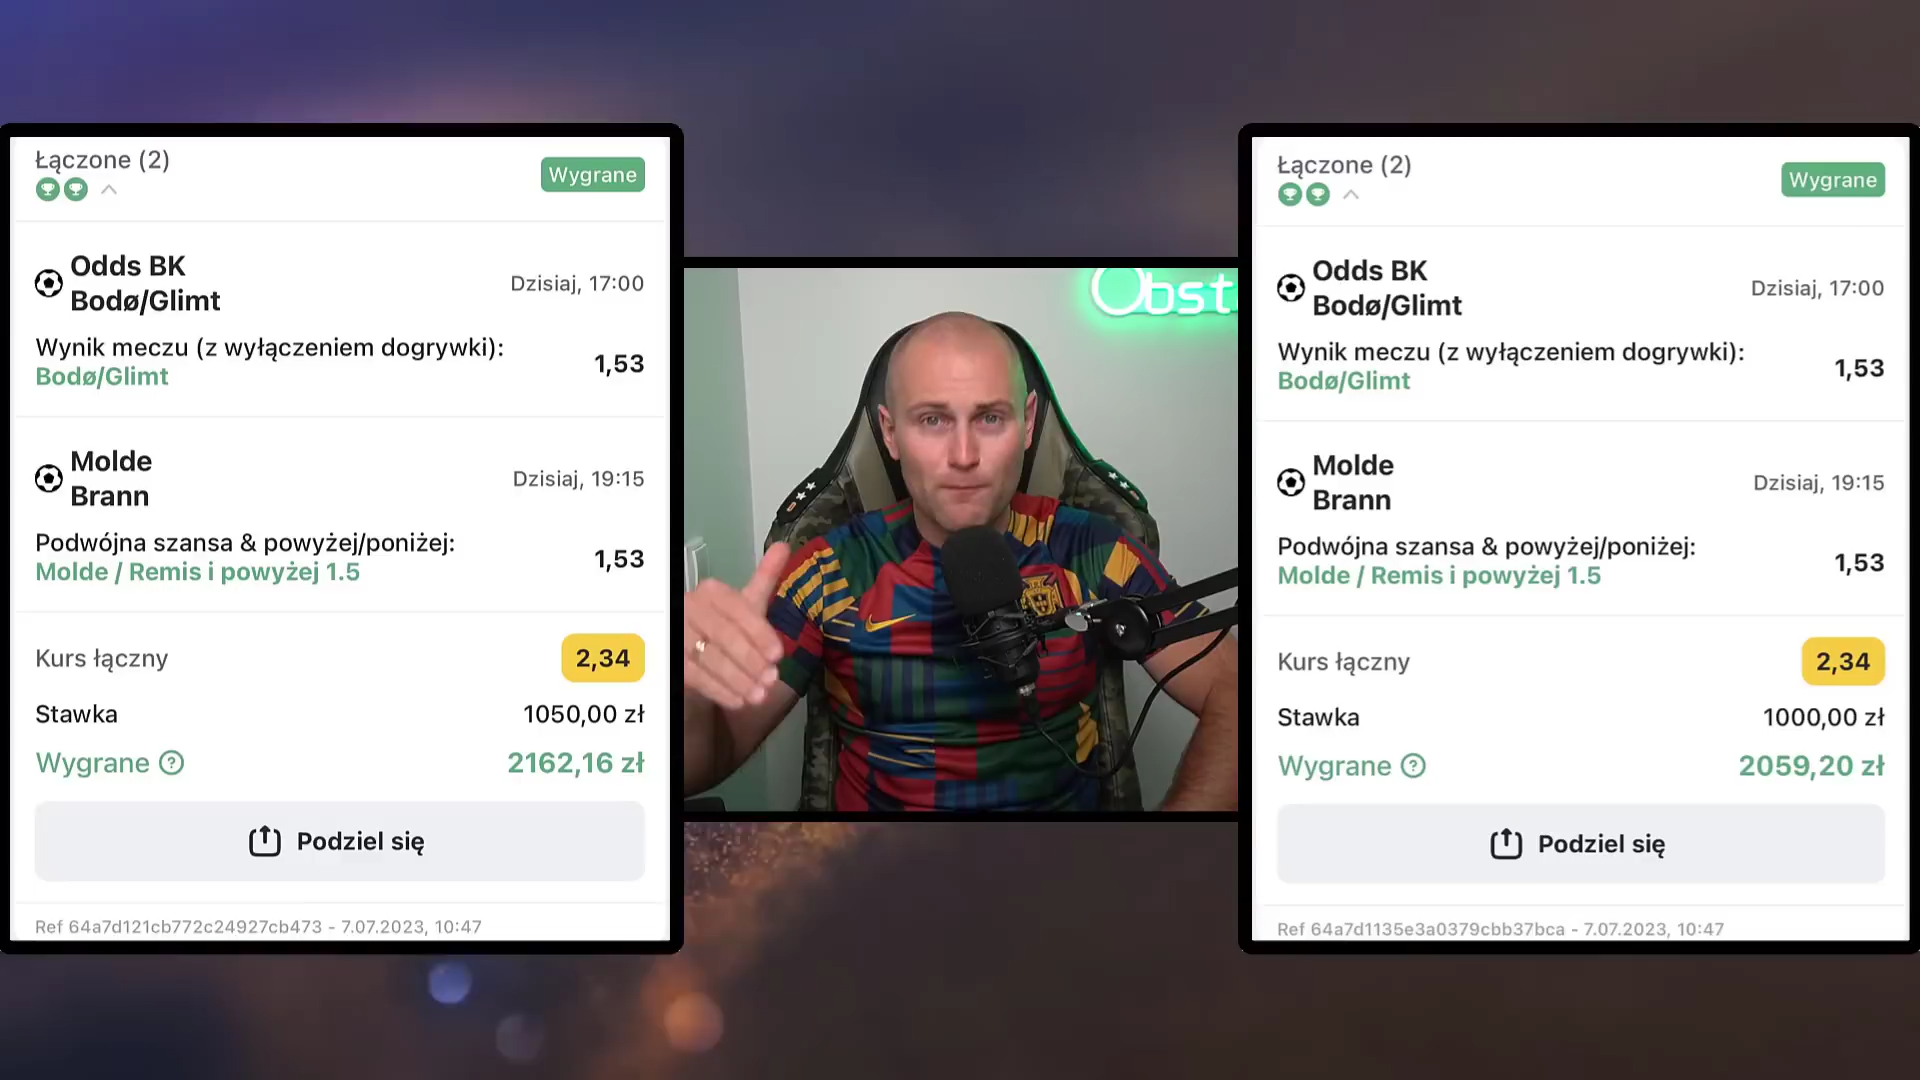 Łączone (2)
Wygrane
Odds BK
Bodø/Glimt
Dzisiaj, 17:00
Wynik meczu (z wyłączeniem dogrywki):
Bodø/Glimt
1,53
Molde
Brann
Dzisiaj, 19:15
Podwójna szansa & powyżej/poniżej:
Molde / Remis i powyżej 1.5
1,53
Kurs łączny
2,34
Stawka
1050,00 zł
Wygrane
2162,16 zł
Podziel się
Ref 64a7d121cb772c24927cb473 - 7.07.2023, 10:47
Obst
Łączone (2)
Wygrane
Odds BK
Bodø/Glimt
Dzisiaj, 17:00
Wynik meczu (z wyłączeniem dogrywki):
Bodø/Glimt
1,53
Molde
Brann
Dzisiaj, 19:15
Podwójna szansa & powyżej/poniżej:
Molde / Remis i powyżej 1.5
1,53
Kurs łączny
2,34
Stawka
1000,00 zł
Wygrane
2059,20 zł
Podziel się
Ref 64a7d1135e3a0379cbb37bca - 7.07.2023, 10:47